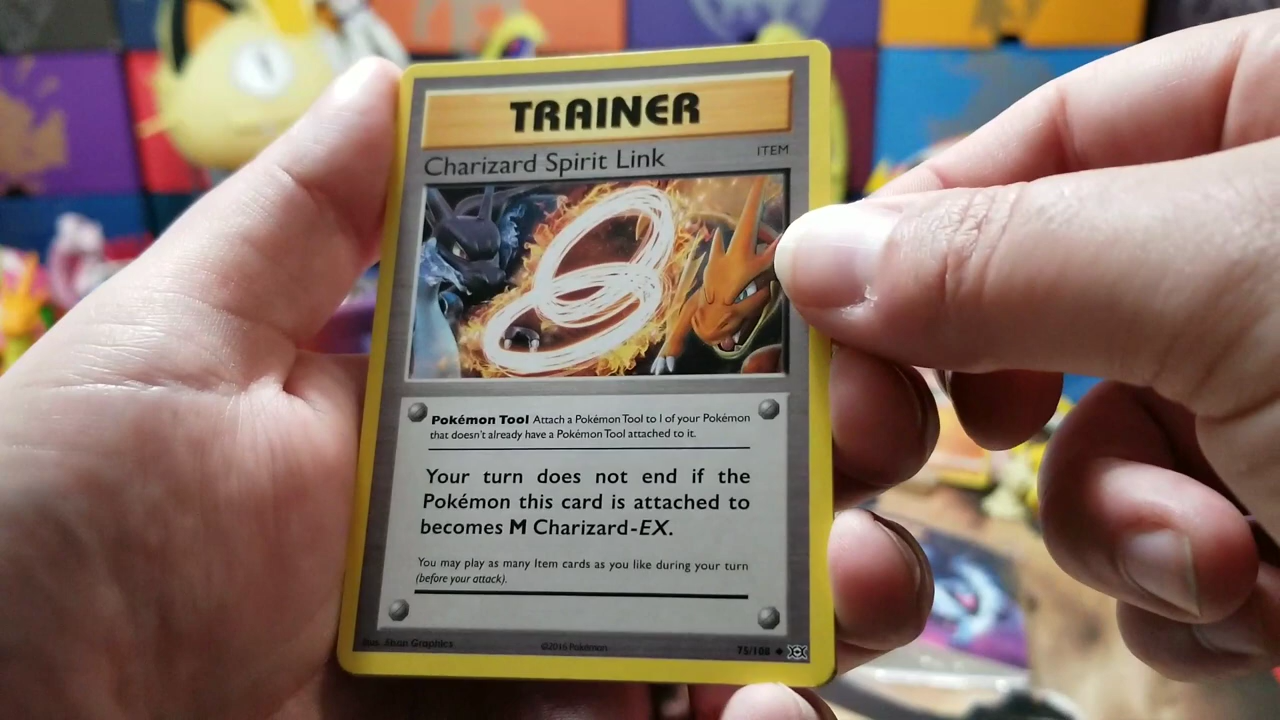 TRAINER
Charizard Spirit Link
ITEM
Pokémon Tool Attach a Pokémon Tool to 1 of your Pokémon
that doesn't already have a Pokémon Tool attached to it.
Your turn does not end if the
Pokémon this card is attached to
becomes M Charizard-EX.
You may play as many Item cards as you like during your turn
(before your attack).
Illus. 5ban Graphics
©2016 Pokémon
75/108